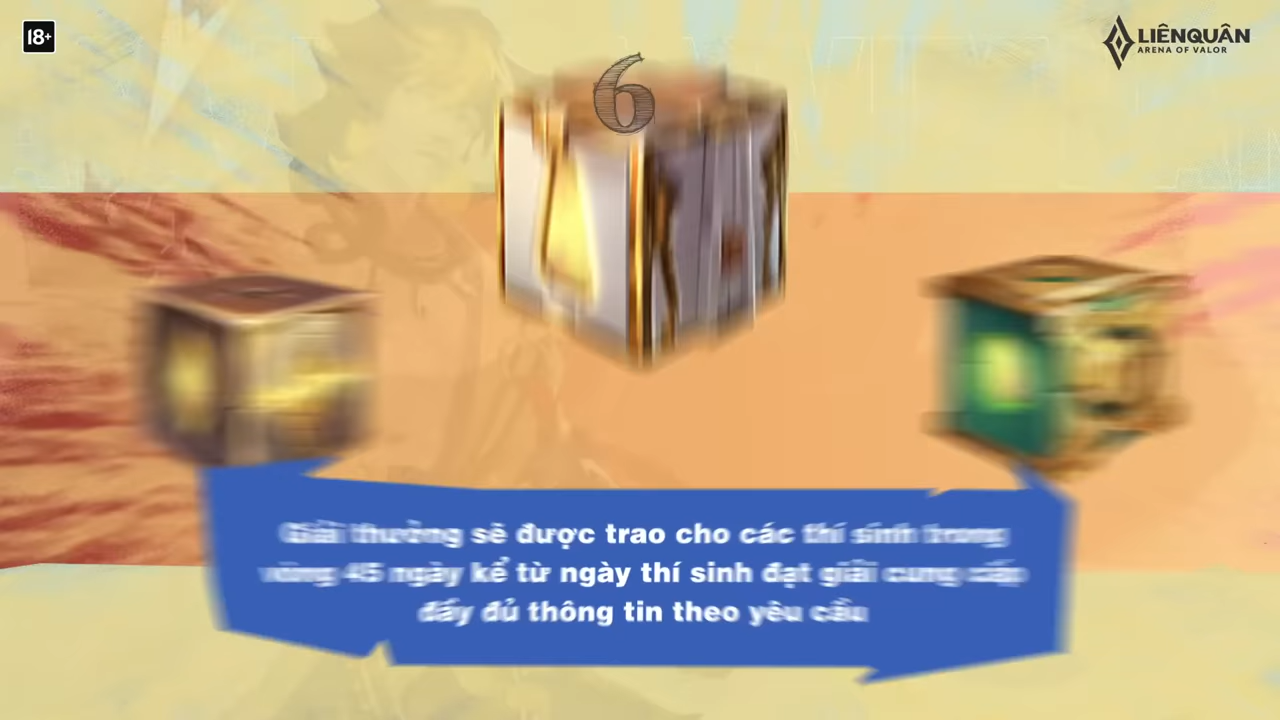 18+
LIÊNQUÂN
ARENA OF VALOR
6
Giải thưởng sẽ được trao cho các thí sinh trong
vòng 45 ngày kể từ ngày thí sinh đạt giải cung cấp
đầy đủ thông tin theo yêu cầu